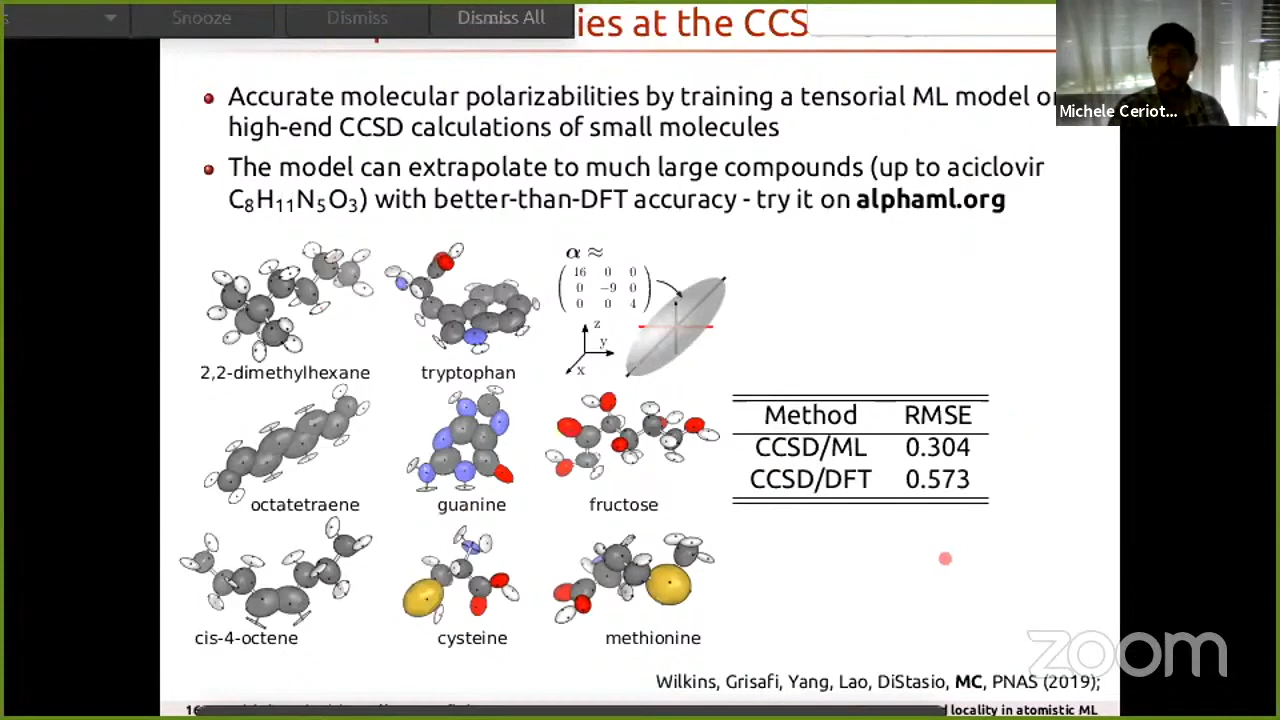 Snooze
Dismiss
Dismiss All
ies at the CCS
Michele Ceriot...
Accurate molecular polarizabilities by training a tensorial ML model
high-end CCSD calculations of small molecules
The model can extrapolate to much large compounds (up to aciclovir
C₈H₁₁N₅O₃) with better-than-DFT accuracy - try it on alphaml.org
α ≈
16 0 0
0 −9 0
0 0 4
z
y
x
2,2-dimethylhexane
tryptophan
octatetraene
guanine
fructose
Method RMSE
CCSD/ML 0.304
CCSD/DFT 0.573
cis-4-octene
cysteine
methionine
zoom
Wilkins, Grisafi, Yang, Lao, DiStasio, MC, PNAS (2019);
locality in atomistic ML